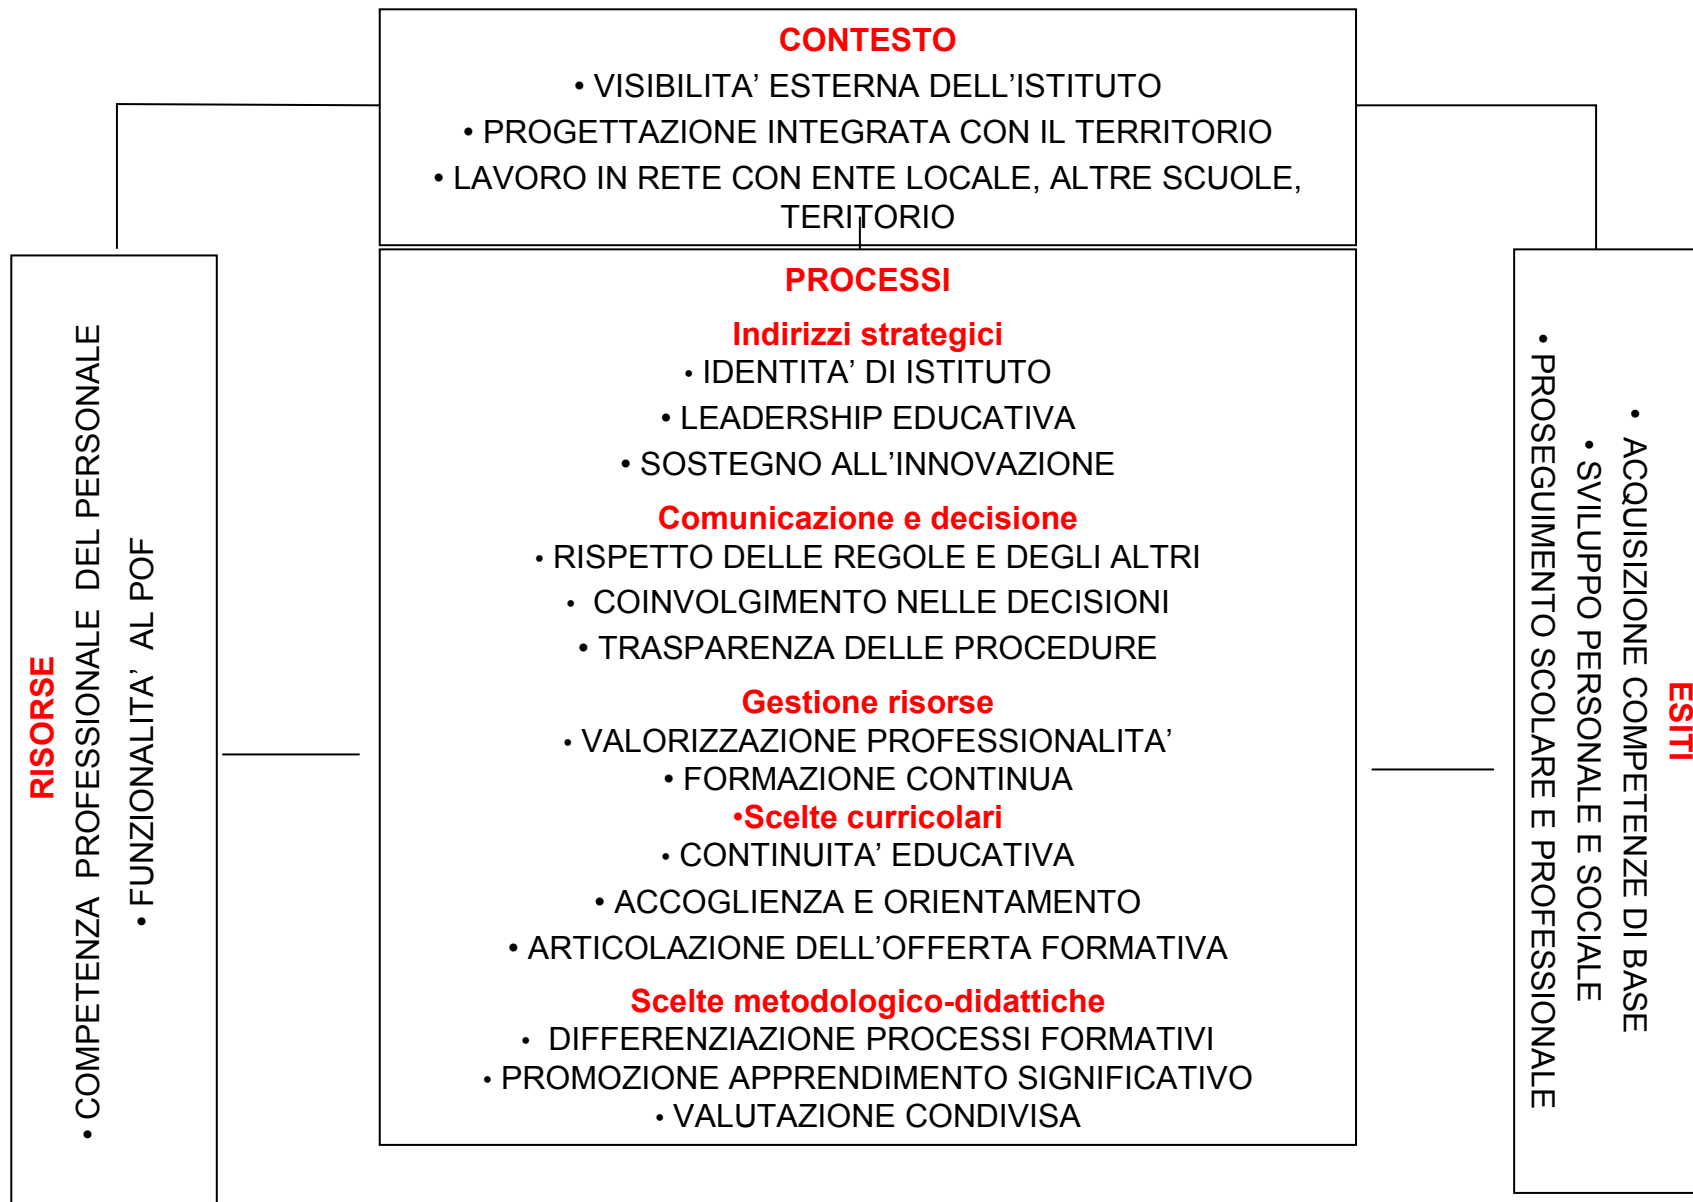 CONTESTO
• VISIBILITA’ ESTERNA DELL’ISTITUTO
• PROGETTAZIONE INTEGRATA CON IL TERRITORIO
• LAVORO IN RETE CON ENTE LOCALE, ALTRE SCUOLE,
TERITORIO
RISORSE
• COMPETENZA PROFESSIONALE DEL PERSONALE
• FUNZIONALITA’ AL POF
PROCESSI
Indirizzi strategici
• IDENTITA’ DI ISTITUTO
• LEADERSHIP EDUCATIVA
• SOSTEGNO ALL’INNOVAZIONE
Comunicazione e decisione
• RISPETTO DELLE REGOLE E DEGLI ALTRI
• COINVOLGIMENTO NELLE DECISIONI
• TRASPARENZA DELLE PROCEDURE
Gestione risorse
• VALORIZZAZIONE PROFESSIONALITA’
• FORMAZIONE CONTINUA
•Scelte curricolari
• CONTINUITA’ EDUCATIVA
• ACCOGLIENZA E ORIENTAMENTO
• ARTICOLAZIONE DELL’OFFERTA FORMATIVA
Scelte metodologico-didattiche
• DIFFERENZIAZIONE PROCESSI FORMATIVI
• PROMOZIONE APPRENDIMENTO SIGNIFICATIVO
• VALUTAZIONE CONDIVISA
ESITI
• ACQUISIZIONE COMPETENZE DI BASE
• SVILUPPO PERSONALE E SOCIALE
• PROSEGUIMENTO SCOLARE E PROFESSIONALE